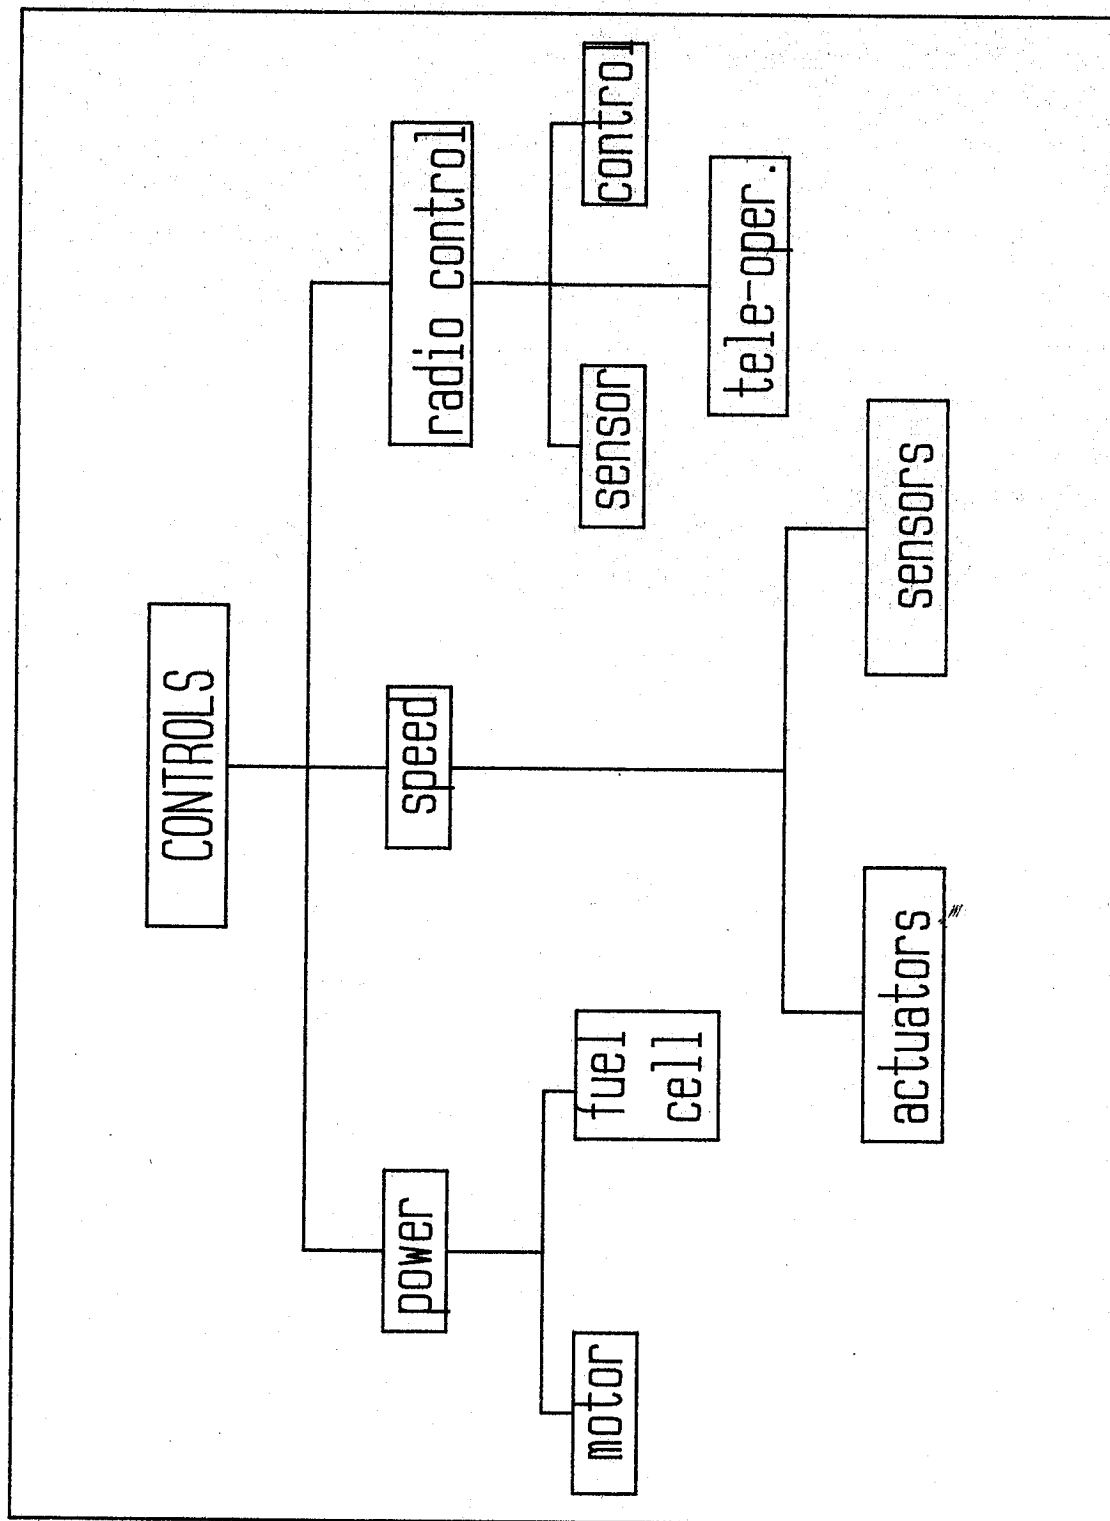 CONTROLS
power
speed
radio control
motor
fuel
cell
sensor
control
tele-oper.
actuators
sensors